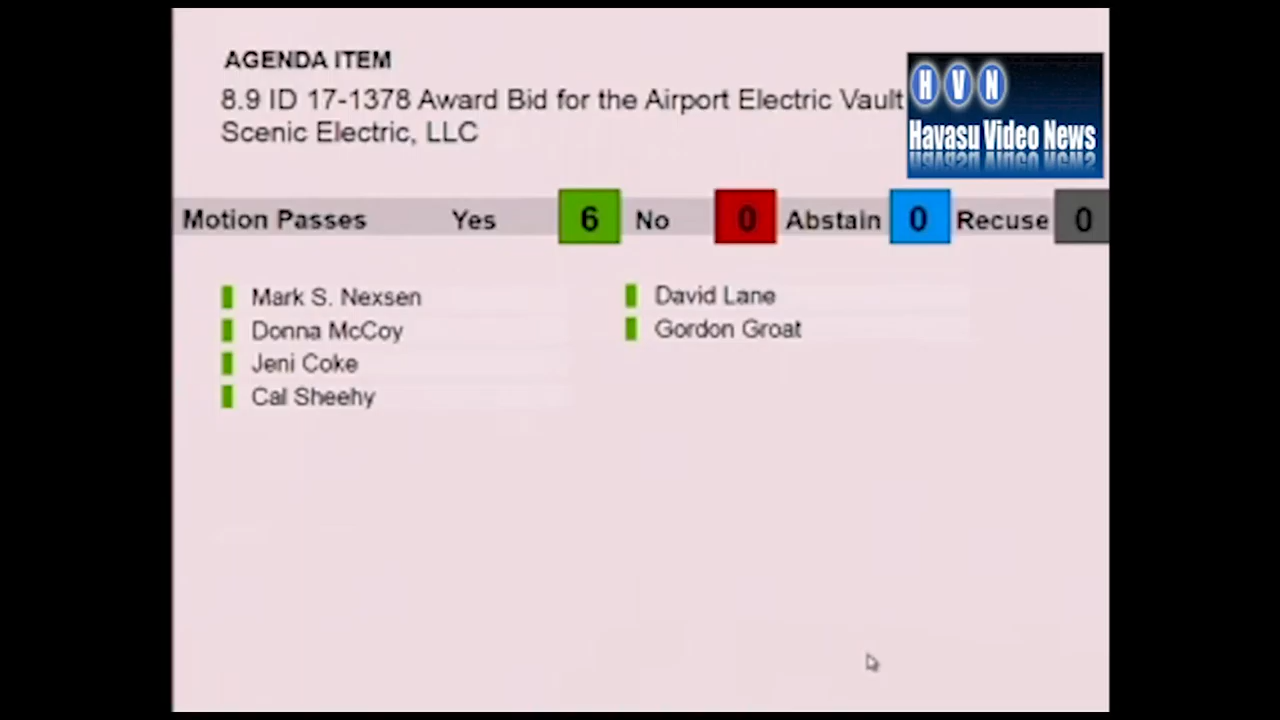 AGENDA ITEM
8.9 ID 17-1378 Award Bid for the Airport Electric Vault
Scenic Electric, LLC
H V N
Havasu Video News
Motion Passes Yes 6 No 0 Abstain 0 Recuse 0
Mark S. Nexsen
Donna McCoy
Jeni Coke
Cal Sheehy
David Lane
Gordon Groat